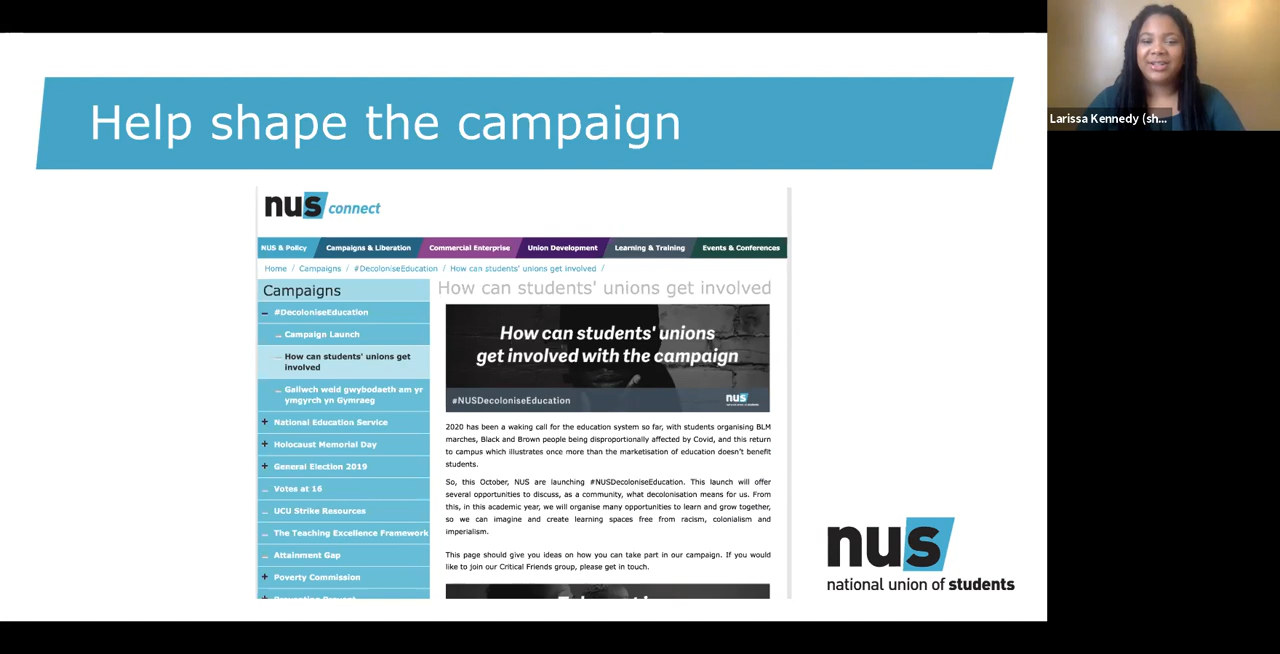 Help shape the campaign
Larissa Kennedy (sh...
nus connect
NUS & Policy
Campaigns & Liberation
Commercial Enterprise
Union Development
Learning & Training
Events & Conferences
Home / Campaigns / #DecoloniseEducation / How can students' unions get involved /
Campaigns
#DecoloniseEducation
Campaign Launch
How can students' unions get
involved
Gallwch weld gwybodaeth am yr
ymgyrch yn Gymraeg
National Education Service
Holocaust Memorial Day
General Election 2019
Votes at 16
UCU Strike Resources
The Teaching Excellence Framework
Attainment Gap
Poverty Commission
How can students' unions get involved
How can students' unions
get involved with the campaign
#NUSDecoloniseEducation
nus
national union of students
2020 has been a waking call for the education system so far, with students organising BLM
marches, Black and Brown people being disproportionally affected by Covid, and this return
to campus which illustrates once more than the marketisation of education doesn't benefit
students.
So, this October, NUS are launching #NUSDecoloniseEducation. This launch will offer
several opportunities to discuss, as a community, what decolonisation means for us. From
this, in this academic year, we will organise many opportunities to learn and grow together,
so we can imagine and create learning spaces free from racism, colonialism and
imperialism.
This page should give you ideas on how you can take part in our campaign. If you would
like to join our Critical Friends group, please get in touch.
nus
national union of students